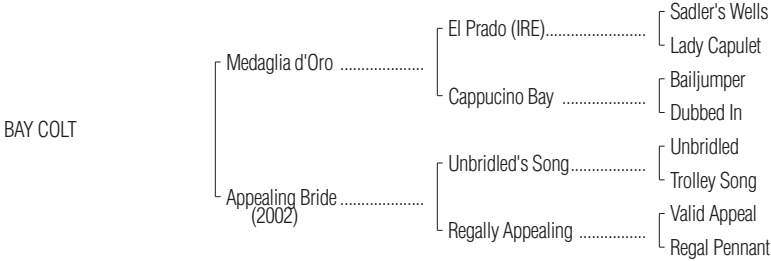 Sadler's Wells
El Prado (IRE).......................
Lady Capulet
Medaglia d'Oro ...................
Bailjumper
Cappucino Bay ...................
Dubbed In
BAY COLT
Unbridled
Unbridled's Song.................
Trolley Song
Appealing Bride ...................
(2002)
Valid Appeal
Regally Appealing ...............
Regal Pennant